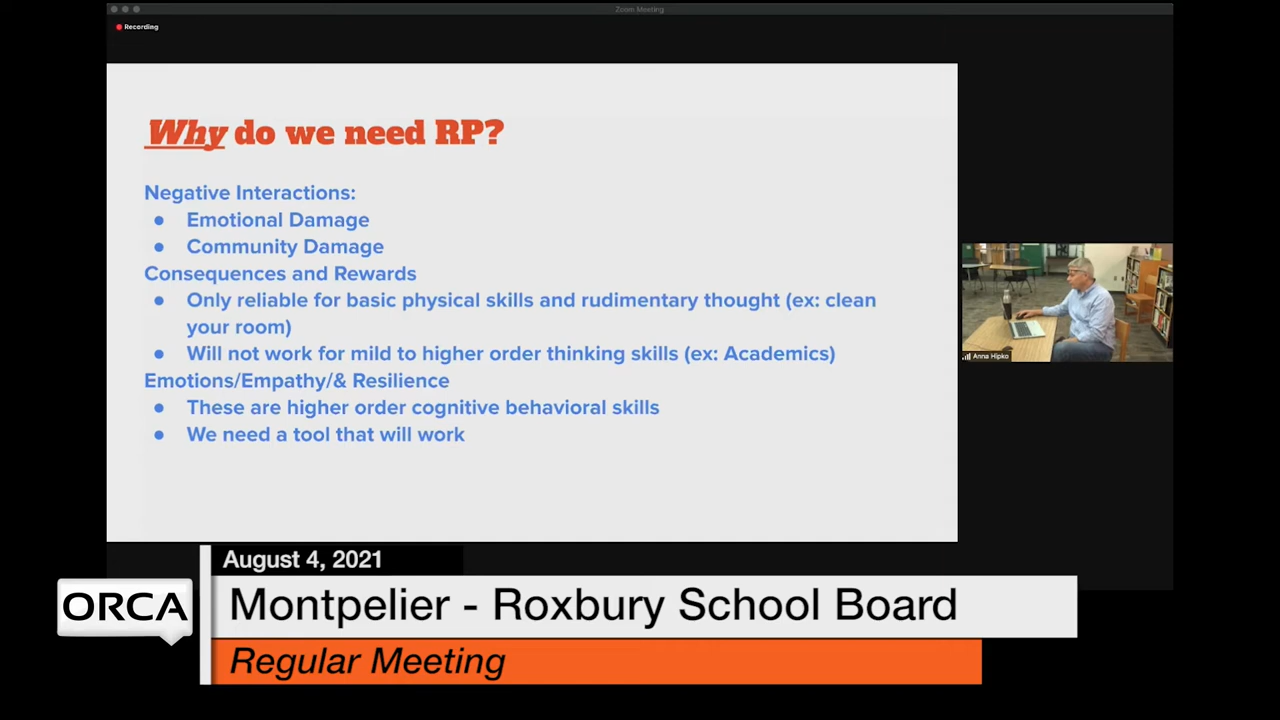 Zoom Meeting
Recording
Why do we need RP?
Negative Interactions:
● Emotional Damage
● Community Damage
Consequences and Rewards
● Only reliable for basic physical skills and rudimentary thought (ex: clean
your room)
● Will not work for mild to higher order thinking skills (ex: Academics)
Emotions/Empathy/& Resilience
● These are higher order cognitive behavioral skills
● We need a tool that will work
Anna Hipko
August 4, 2021
ORCA
Montpelier - Roxbury School Board
Regular Meeting